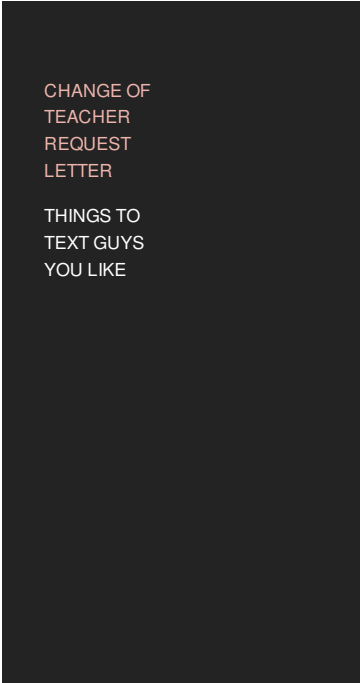 CHANGE OF
TEACHER
REQUEST
LETTER
THINGS TO
TEXT GUYS
YOU LIKE